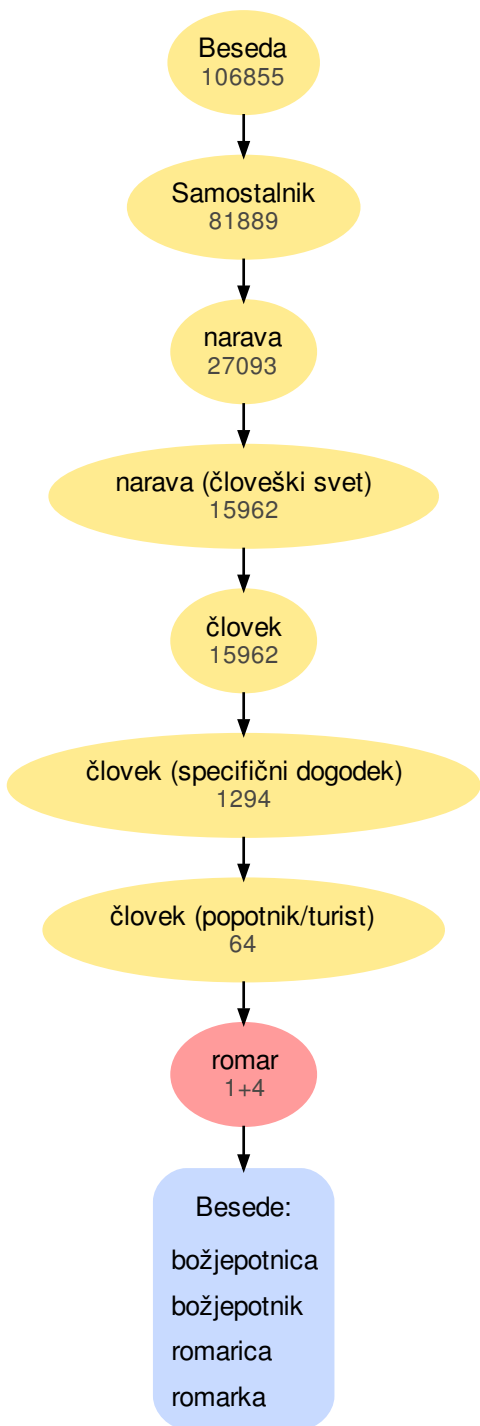 Beseda
106855
Samostalnik
81889
narava
27093
narava (človeški svet)
15962
človek
15962
človek (specifični dogodek)
1294
človek (popotnik/turist)
64
romar
1+4
Besede:
božjepotnica
božjepotnik
romarica
romarka